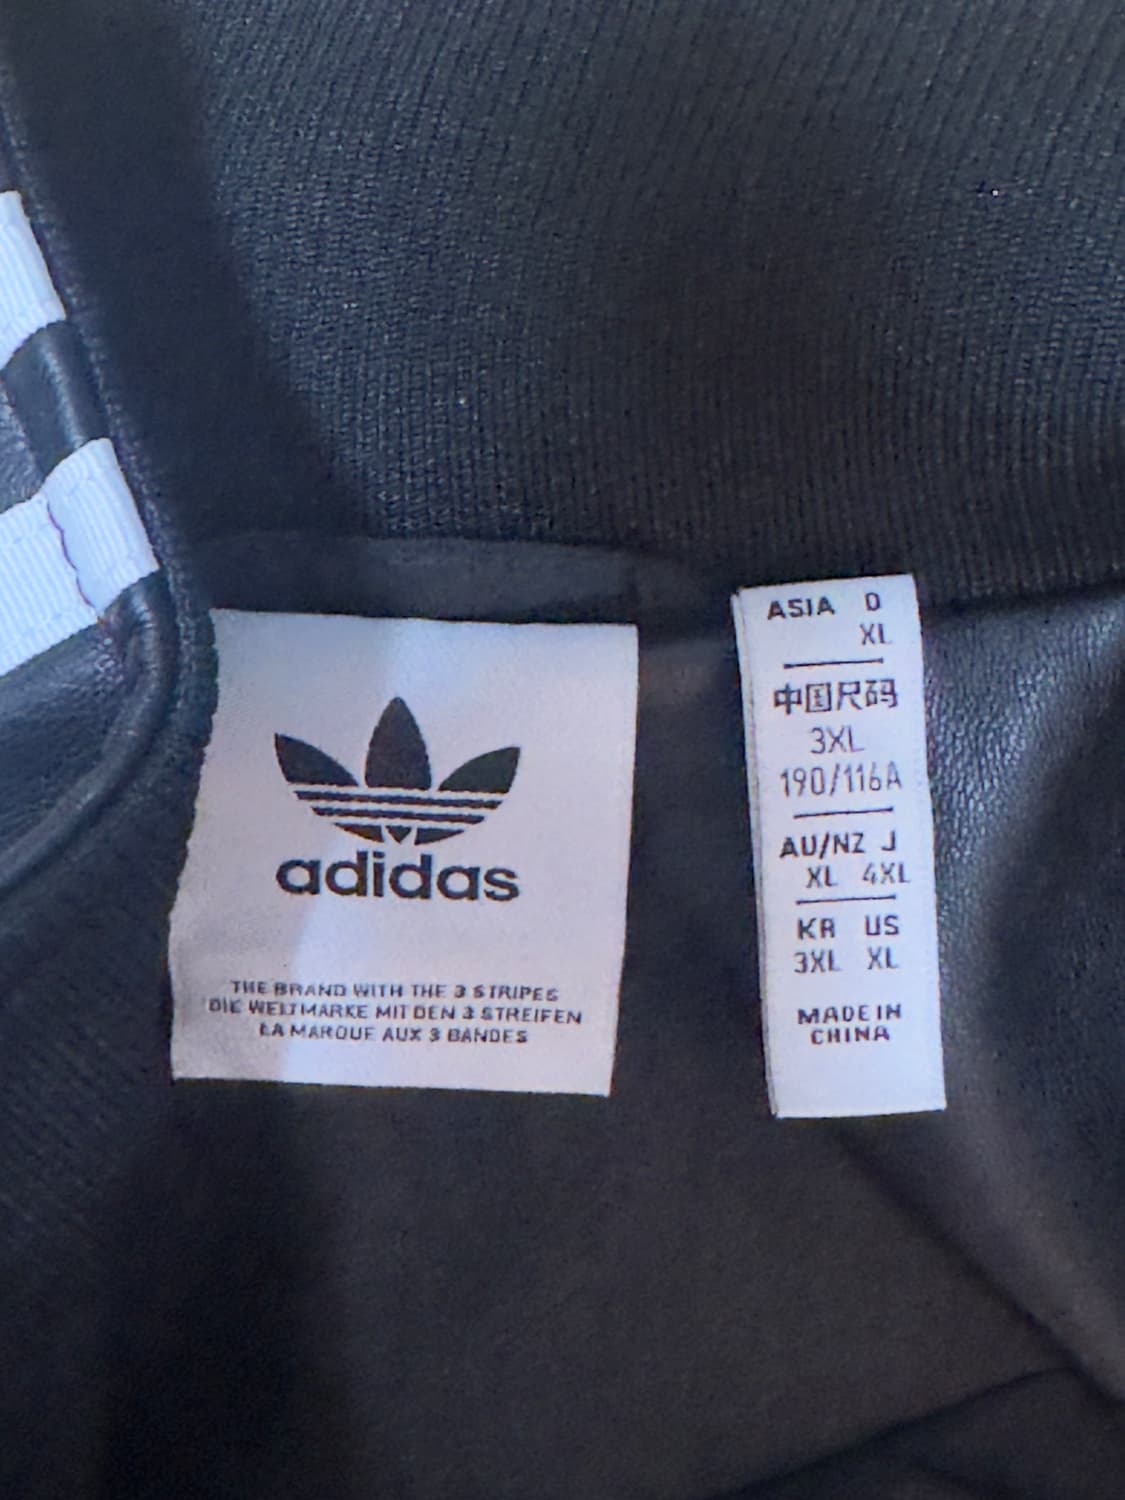 adidas
THE BRAND WITH THE 3 STRIPES
DIE WELTMARKE MIT DEN 3 STREIFEN
LA MARQUE AUX 3 BANDES
ASIA D
XL
中国尺码
3XL
190/116A
AU/NZ J
XL 4XL
KR US
3XL XL
MADE IN
CHINA